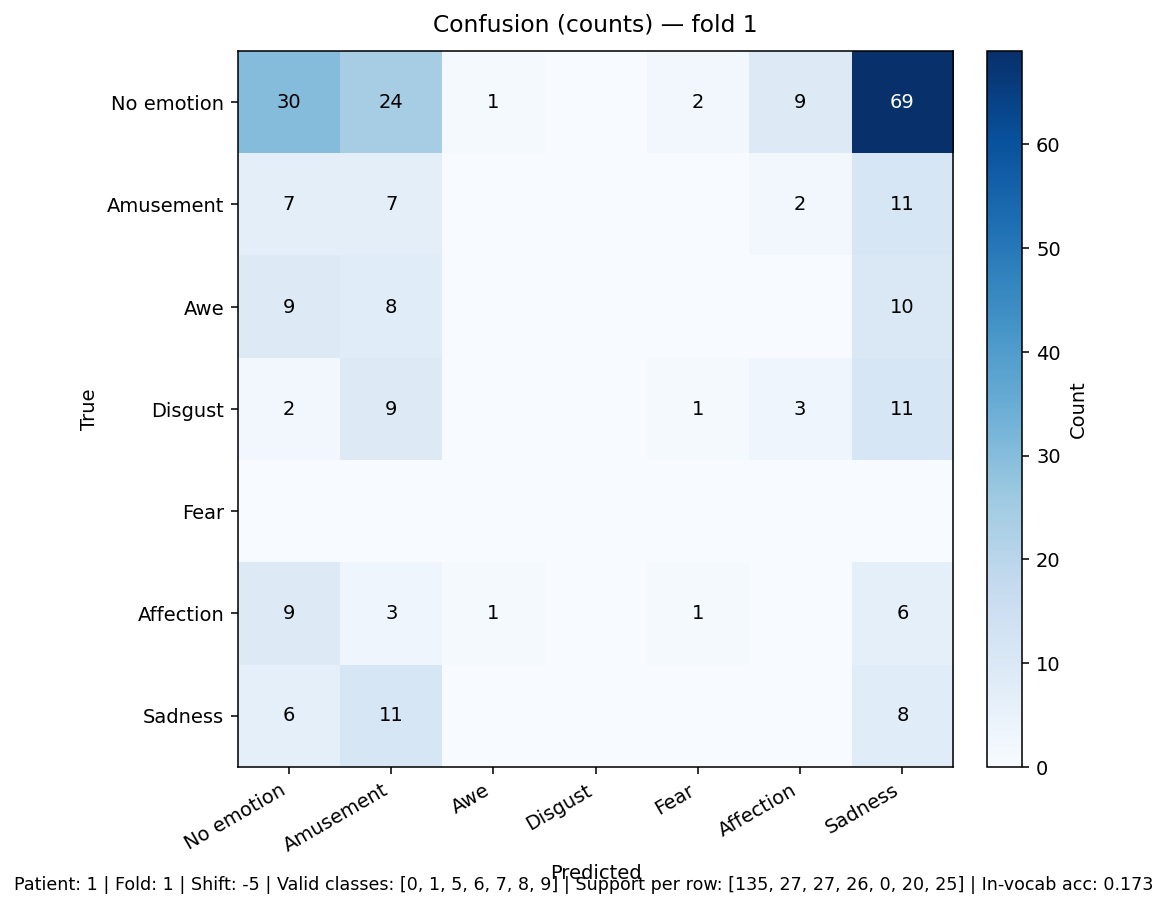 Confusion (counts) — fold 1
No emotion 30 24 1 2 9 69
Amusement 7 7 2 11
Awe 9 8 10
Disgust 2 9 1 3 11
Fear
Affection 9 3 1 1 6
Sadness 6 11 8
True
No emotion Amusement Awe Disgust Fear Affection Sadness
Predicted
60
50
40
30
20
10
0
Count
Patient: 1 | Fold: 1 | Shift: -5 | Valid classes: [0, 1, 5, 6, 7, 8, 9] | Support per row: [135, 27, 27, 26, 0, 20, 25] | In-vocab acc: 0.173